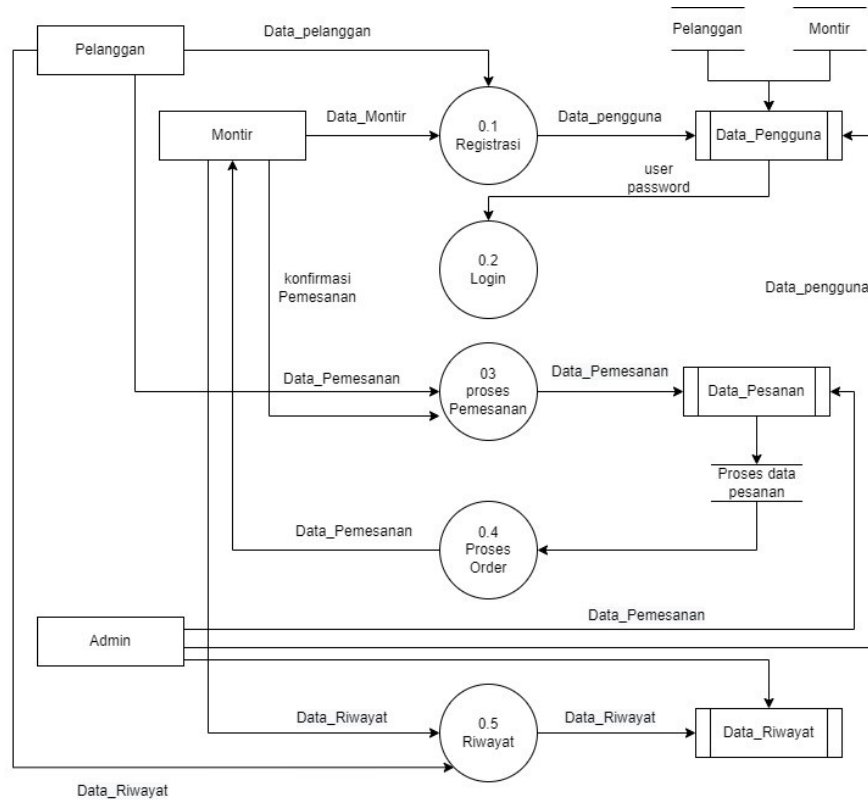 Data_pelanggan
Pelanggan
Pelanggan
Montir
Montir
Data_Montir
0.1
Registrasi
Data_pengguna
Data_Pengguna
user
password
0.2
Login
konfirmasi
Pemesanan
Data_pengguna
Data_Pemesanan
03
proses
Pemesanan
Data_Pemesanan
Data_Pesanan
Proses data
pesanan
Data_Pemesanan
0.4
Proses
Order
Data_Pemesanan
Admin
Data_Riwayat
0.5
Riwayat
Data_Riwayat
Data_Riwayat
Data_Riwayat